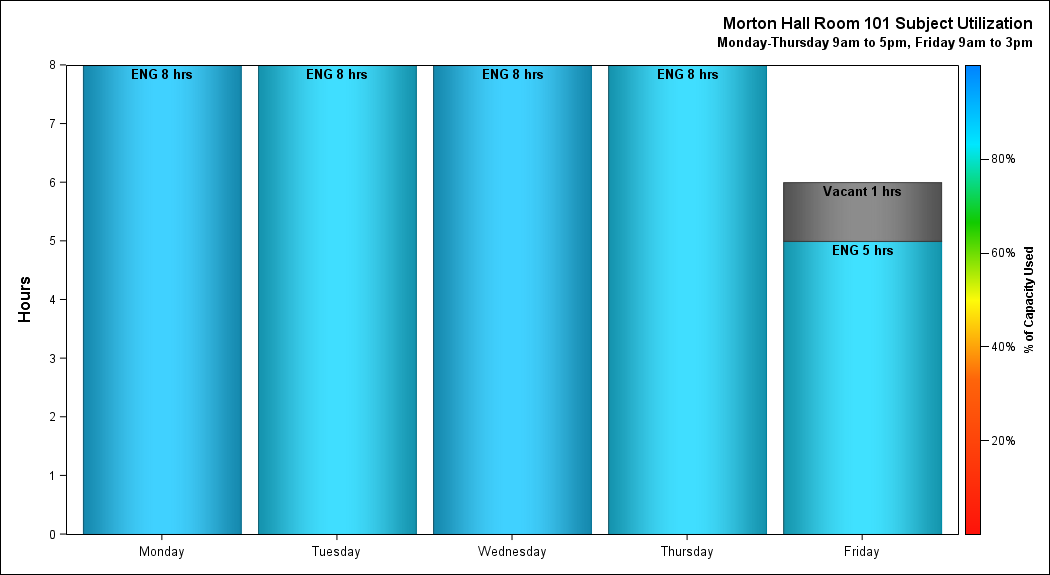 Morton Hall Room 101 Subject Utilization
Monday-Thursday 9am to 5pm, Friday 9am to 3pm
8
7
6
5
4
3
2
1
0
Hours
ENG 8 hrs
ENG 8 hrs
ENG 8 hrs
ENG 8 hrs
Vacant 1 hrs
ENG 5 hrs
Monday
Tuesday
Wednesday
Thursday
Friday
80%
60%
40%
20%
% of Capacity Used